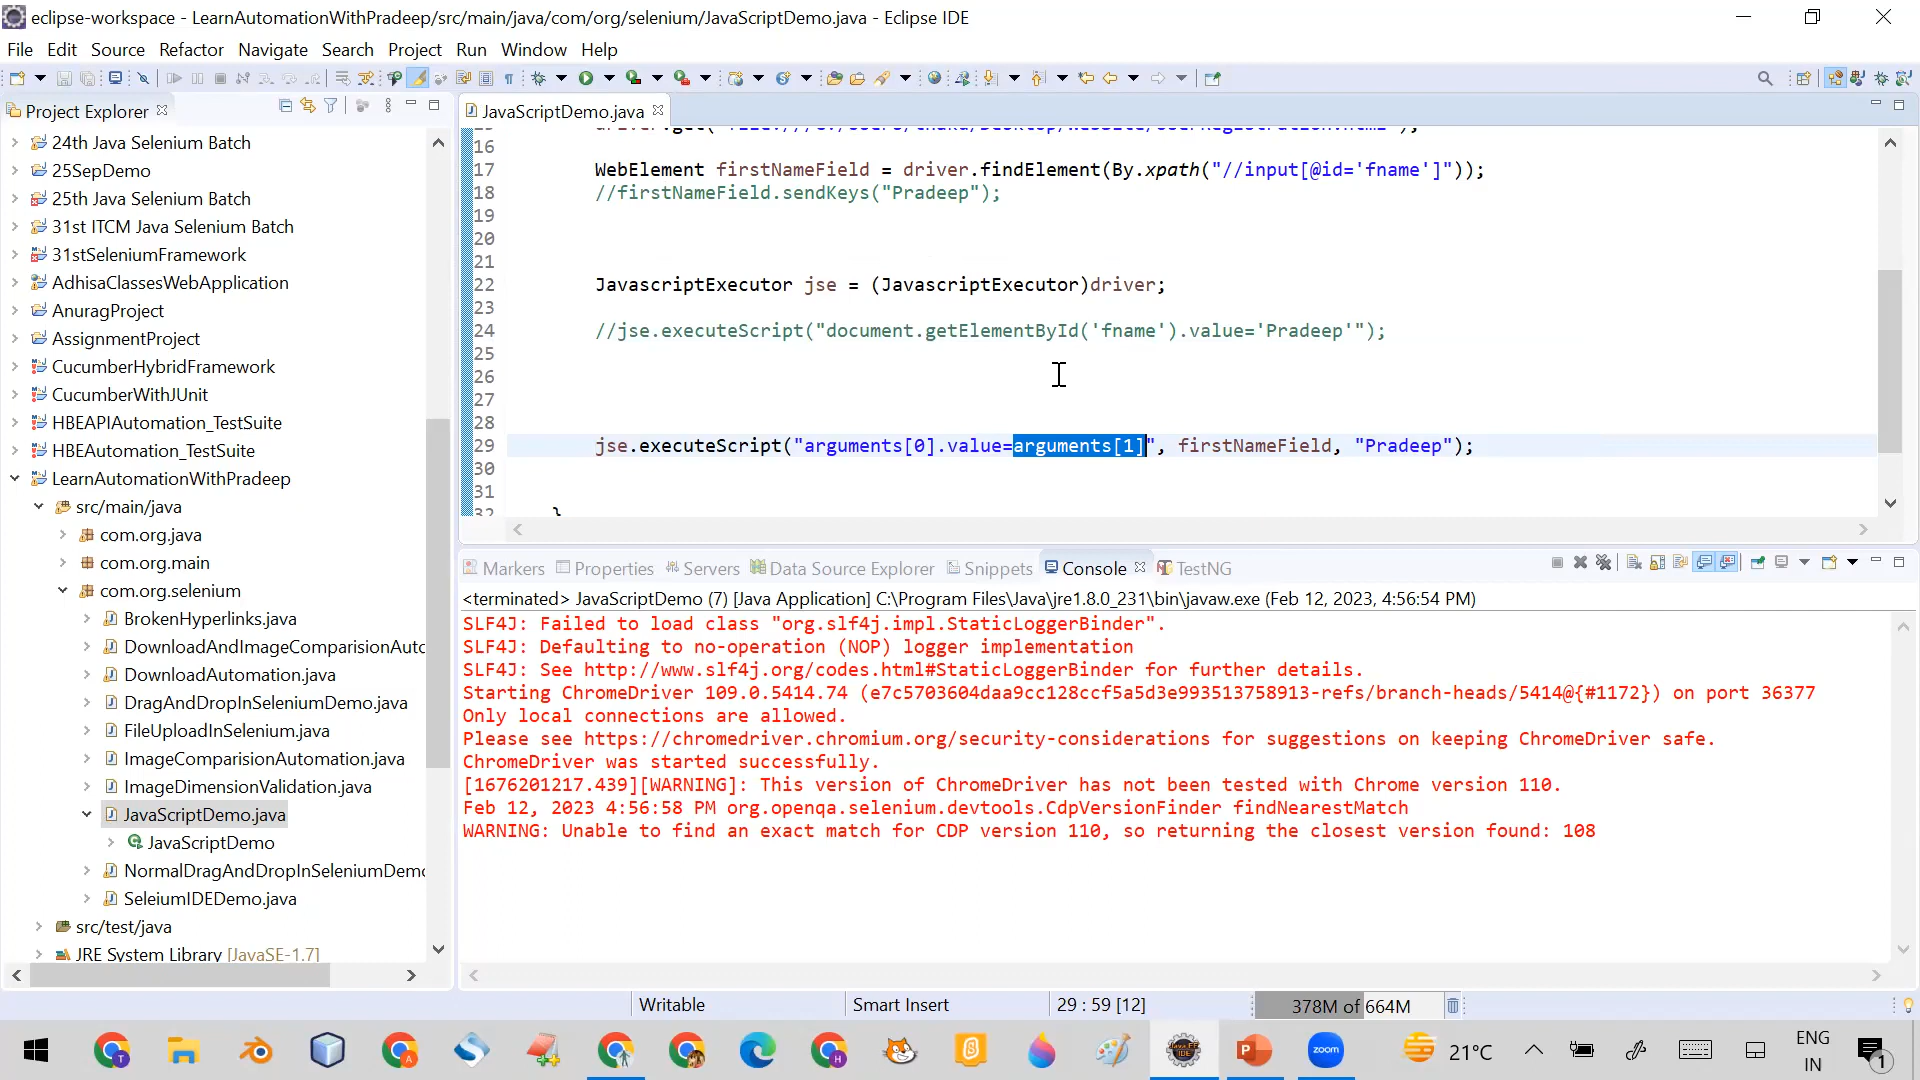 eclipse-workspace - LearnAutomationWithPradeep/src/main/java/com/org/selenium/JavaScriptDemo.java - Eclipse IDE
File Edit Source Refactor Navigate Search Project Run Window Help
Project Explorer
JavaScriptDemo.java
24th Java Selenium Batch
25SepDemo
25th Java Selenium Batch
31st ITCM Java Selenium Batch
31stSeleniumFramework
AdhisaClassesWebApplication
AnuragProject
AssignmentProject
CucumberHybridFramework
CucumberWithJUnit
HBEAPIAutomation_TestSuite
HBEAutomation_TestSuite
LearnAutomationWithPradeep
src/main/java
com.org.java
com.org.main
com.org.selenium
BrokenHyperlinks.java
DownloadAndImageComparisionAuto
DownloadAutomation.java
DragAndDropInSeleniumDemo.java
FileUploadInSelenium.java
ImageComparisionAutomation.java
ImageDimensionValidation.java
JavaScriptDemo.java
JavaScriptDemo
NormalDragAndDropInSeleniumDemo
SeleiumIDEDemo.java
src/test/java
JRE System Library [JavaSE-1.7]
16
17 WebElement firstNameField = driver.findElement(By.xpath("//input[@id='fname']"));
18 //firstNameField.sendKeys("Pradeep");
19
20
21
22 JavascriptExecutor jse = (JavascriptExecutor)driver;
23
24 //jse.executeScript("document.getElementById('fname').value='Pradeep'");
25
26
27
28
29 jse.executeScript("arguments[0].value=arguments[1]", firstNameField, "Pradeep");
30
31
32 }
Markers Properties Servers Data Source Explorer Snippets Console TestNG
<terminated> JavaScriptDemo (7) [Java Application] C:\Program Files\Java\jre1.8.0_231\bin\javaw.exe (Feb 12, 2023, 4:56:54 PM)
SLF4J: Failed to load class "org.slf4j.impl.StaticLoggerBinder".
SLF4J: Defaulting to no-operation (NOP) logger implementation
SLF4J: See http://www.slf4j.org/codes.html#StaticLoggerBinder for further details.
Starting ChromeDriver 109.0.5414.74 (e7c5703604daa9cc128ccf5a5d3e993513758913-refs/branch-heads/5414@{#1172}) on port 36377
Only local connections are allowed.
Please see https://chromedriver.chromium.org/security-considerations for suggestions on keeping ChromeDriver safe.
ChromeDriver was started successfully.
[1676201217.439][WARNING]: This version of ChromeDriver has not been tested with Chrome version 110.
Feb 12, 2023 4:56:58 PM org.openqa.selenium.devtools.CdpVersionFinder findNearestMatch
WARNING: Unable to find an exact match for CDP version 110, so returning the closest version found: 108
Writable Smart Insert 29 : 59 [12] 378M of 664M
21°C
ENG
IN
1
zoom